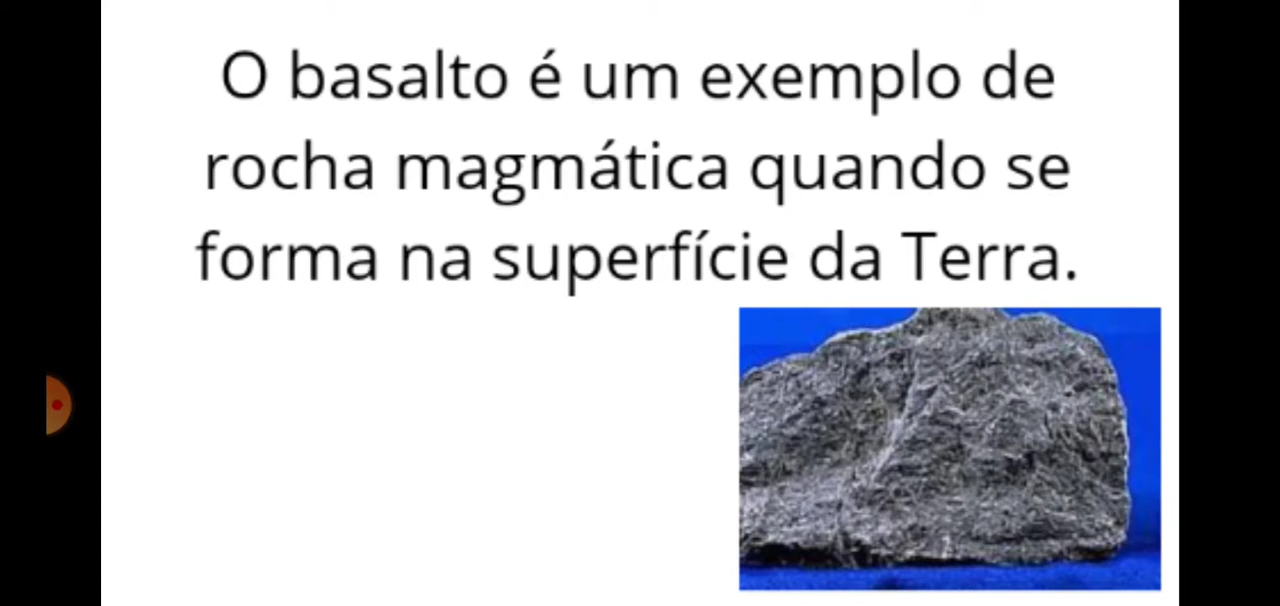 O basalto é um exemplo de
rocha magmática quando se
forma na superfície da Terra.